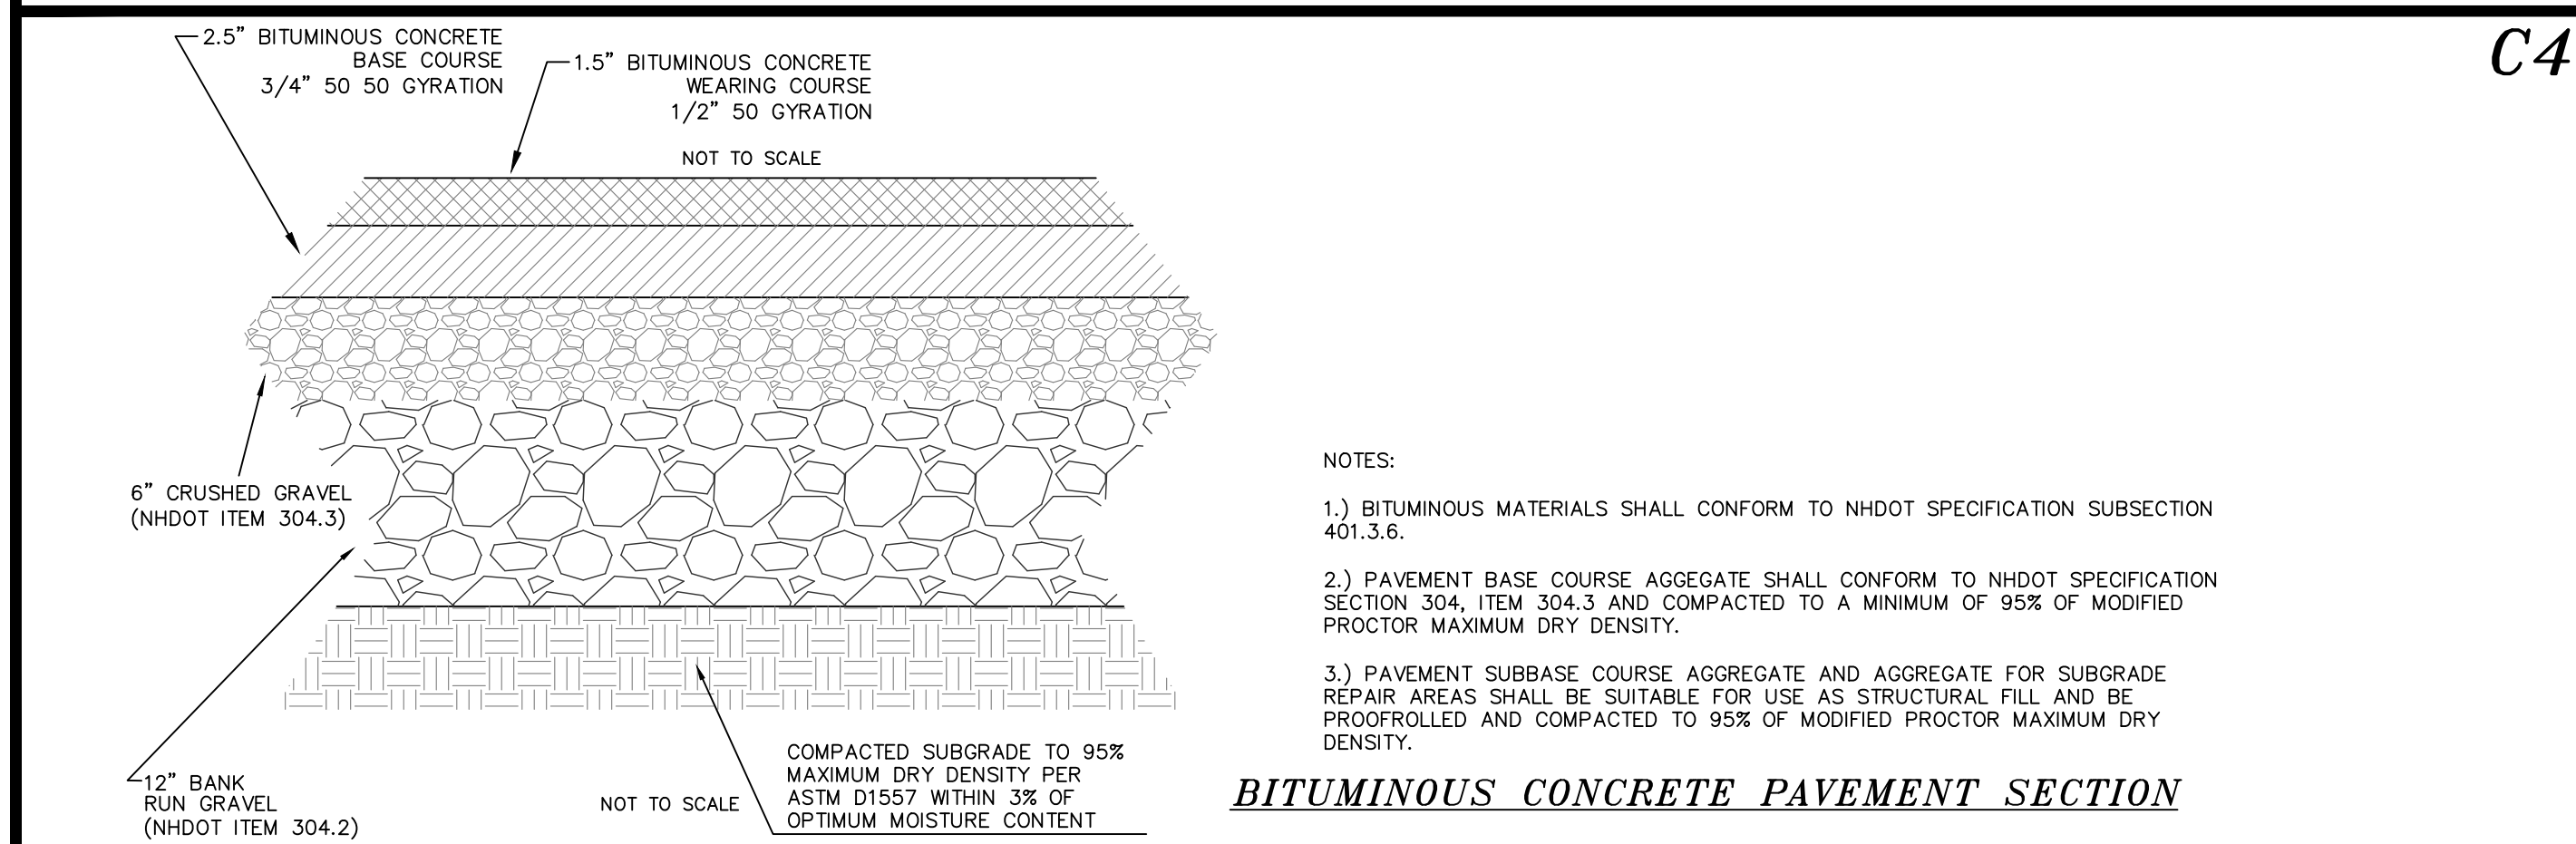 C4
2.5” BITUMINOUS CONCRETE
BASE COURSE
3/4” 50 50 GYRATION
1.5” BITUMINOUS CONCRETE
WEARING COURSE
1/2” 50 GYRATION
NOT TO SCALE
6” CRUSHED GRAVEL
(NHDOT ITEM 304.3)
12” BANK
RUN GRAVEL
(NHDOT ITEM 304.2)
NOT TO SCALE
COMPACTED SUBGRADE TO 95%
MAXIMUM DRY DENSITY PER
ASTM D1557 WITHIN 3% OF
OPTIMUM MOISTURE CONTENT
NOTES:
1.) BITUMINOUS MATERIALS SHALL CONFORM TO NHDOT SPECIFICATION SUBSECTION
401.3.6.
2.) PAVEMENT BASE COURSE AGGEGATE SHALL CONFORM TO NHDOT SPECIFICATION
SECTION 304, ITEM 304.3 AND COMPACTED TO A MINIMUM OF 95% OF MODIFIED
PROCTOR MAXIMUM DRY DENSITY.
3.) PAVEMENT SUBBASE COURSE AGGREGATE AND AGGREGATE FOR SUBGRADE
REPAIR AREAS SHALL BE SUITABLE FOR USE AS STRUCTURAL FILL AND BE
PROOFROLLED AND COMPACTED TO 95% OF MODIFIED PROCTOR MAXIMUM DRY
DENSITY.
BITUMINOUS CONCRETE PAVEMENT SECTION